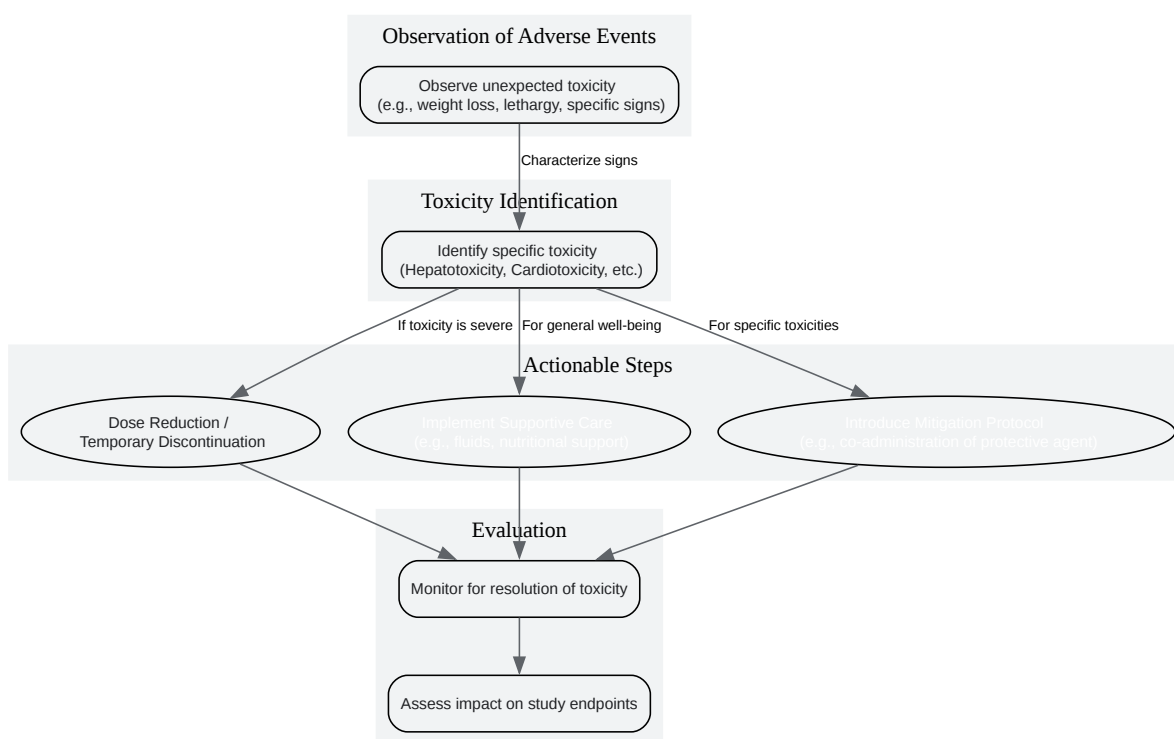 Observation of Adverse Events
Observe unexpected toxicity
(e.g., weight loss, lethargy, specific signs)
Characterize signs
Toxicity Identification
Identify specific toxicity
(Hepatotoxicity, Cardiotoxicity, etc.)
If toxicity is severe
For general well-being
For specific toxicities
Actionable Steps
Dose Reduction /
Temporary Discontinuation
Implement Supportive Care
(e.g., fluids, nutritional support)
Introduce Mitigation Protocol
(e.g., co-administration of protective agent)
Evaluation
Monitor for resolution of toxicity
Assess impact on study endpoints